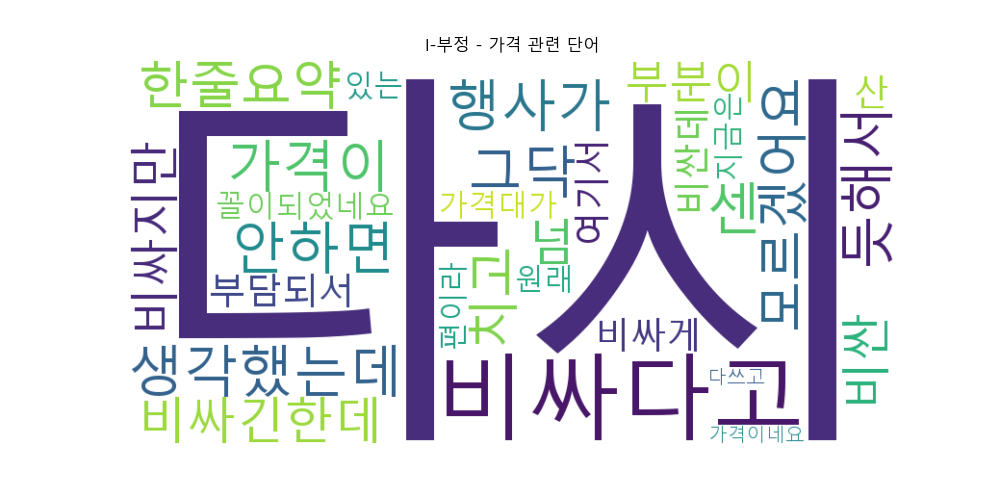 I-부정 - 가격 관련 단어
다시
한줄요약
있는
행사가
부분이
산
가격이
그닥
여기서
비싼데
지금은
센
모르겠어요
듯해서
비싸지만
꼴이되었네요
가격대가
안하면
넘
부담되서
편이라
치고
원래
비싸게
비싼
생각했는데
비싸다고
다쓰고
비싸긴한데
가격이네요